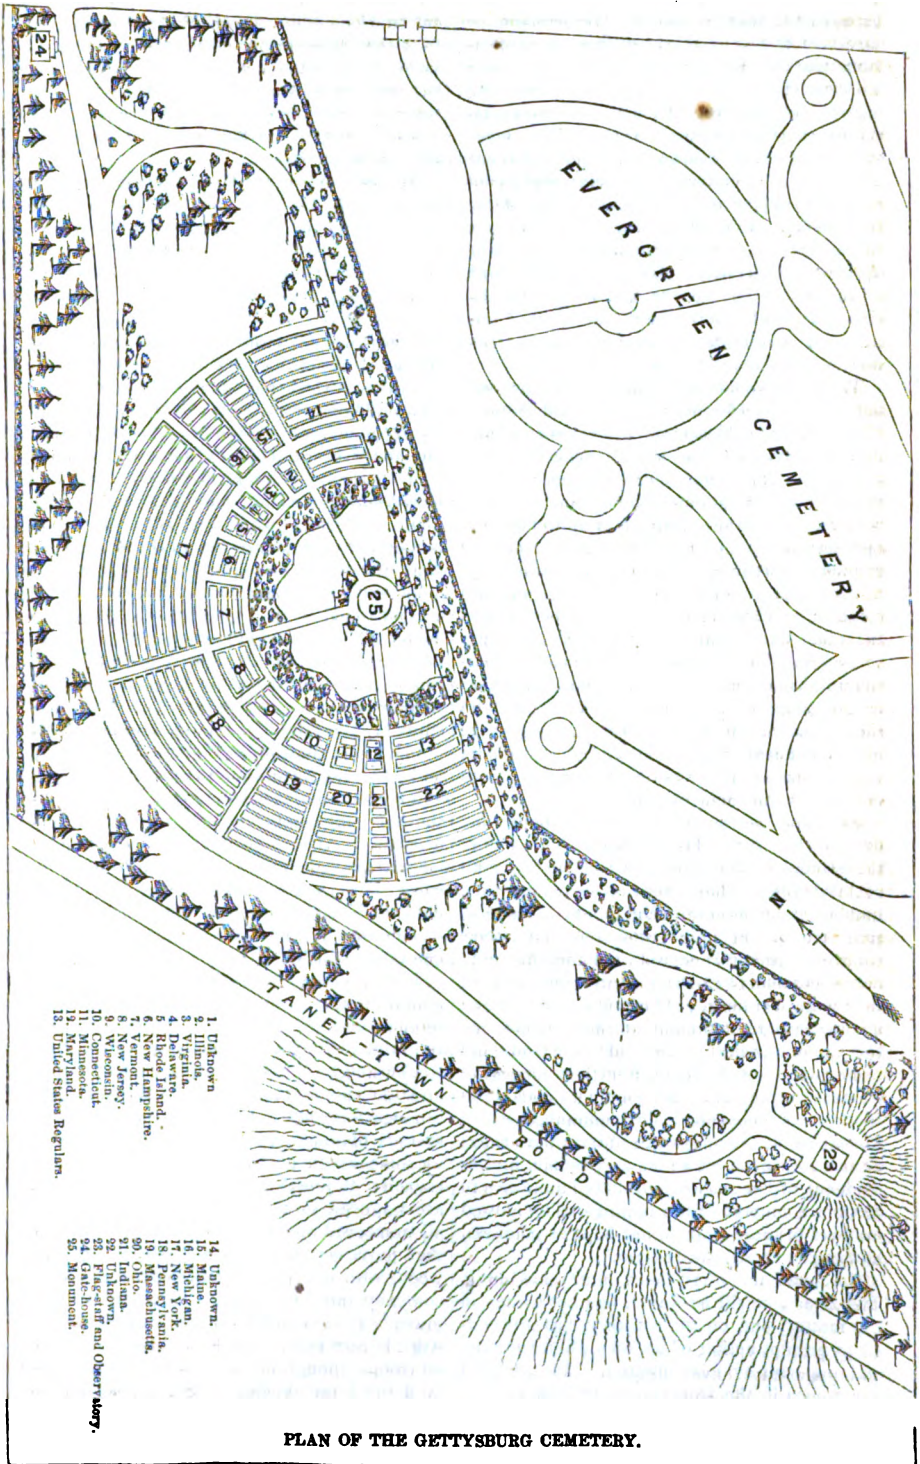 EVERGREEN CEMETERY
24
14
1
15
2
16
3
4
5
17
6
7
25
8
18
9
10
11
12
13
19
20
21
22
N
23
TANEY-TOWN ROAD
1. Unknown
2. Illinois.
3. Virginia.
4. Delaware.
5 Rhode Island.
6. New Hampshire.
7. Vermont.
8. New Jersey.
9. Wisconsin.
10. Connecticut.
11. Minnesota.
12. Maryland.
13. United States Regulars.
14. Unknown.
15. Maine.
16. Michigan.
17. New York.
18. Pennsylvania.
19. Massachusetts.
20. Ohio.
21. Indiana.
22. Unknown.
23. Flag-staff and Observatory.
24. Gate-house.
25. Monument.
PLAN OF THE GETTYSBURG CEMETERY.